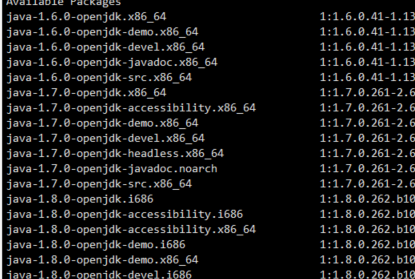 Available Packages
java-1.6.0-openjdk.x86_64 1:1.6.0.41-1.13
java-1.6.0-openjdk-demo.x86_64 1:1.6.0.41-1.13
java-1.6.0-openjdk-devel.x86_64 1:1.6.0.41-1.13
java-1.6.0-openjdk-javadoc.x86_64 1:1.6.0.41-1.13
java-1.6.0-openjdk-src.x86_64 1:1.6.0.41-1.13
java-1.7.0-openjdk.x86_64 1:1.7.0.261-2.6
java-1.7.0-openjdk-accessibility.x86_64 1:1.7.0.261-2.6
java-1.7.0-openjdk-demo.x86_64 1:1.7.0.261-2.6
java-1.7.0-openjdk-devel.x86_64 1:1.7.0.261-2.6
java-1.7.0-openjdk-headless.x86_64 1:1.7.0.261-2.6
java-1.7.0-openjdk-javadoc.noarch 1:1.7.0.261-2.6
java-1.7.0-openjdk-src.x86_64 1:1.7.0.261-2.6
java-1.8.0-openjdk.i686 1:1.8.0.262.b10
java-1.8.0-openjdk-accessibility.i686 1:1.8.0.262.b10
java-1.8.0-openjdk-accessibility.x86_64 1:1.8.0.262.b10
java-1.8.0-openjdk-demo.i686 1:1.8.0.262.b10
java-1.8.0-openjdk-demo.x86_64 1:1.8.0.262.b10
java-1.8.0-openjdk-devel.i686 1:1.8.0.262.b10